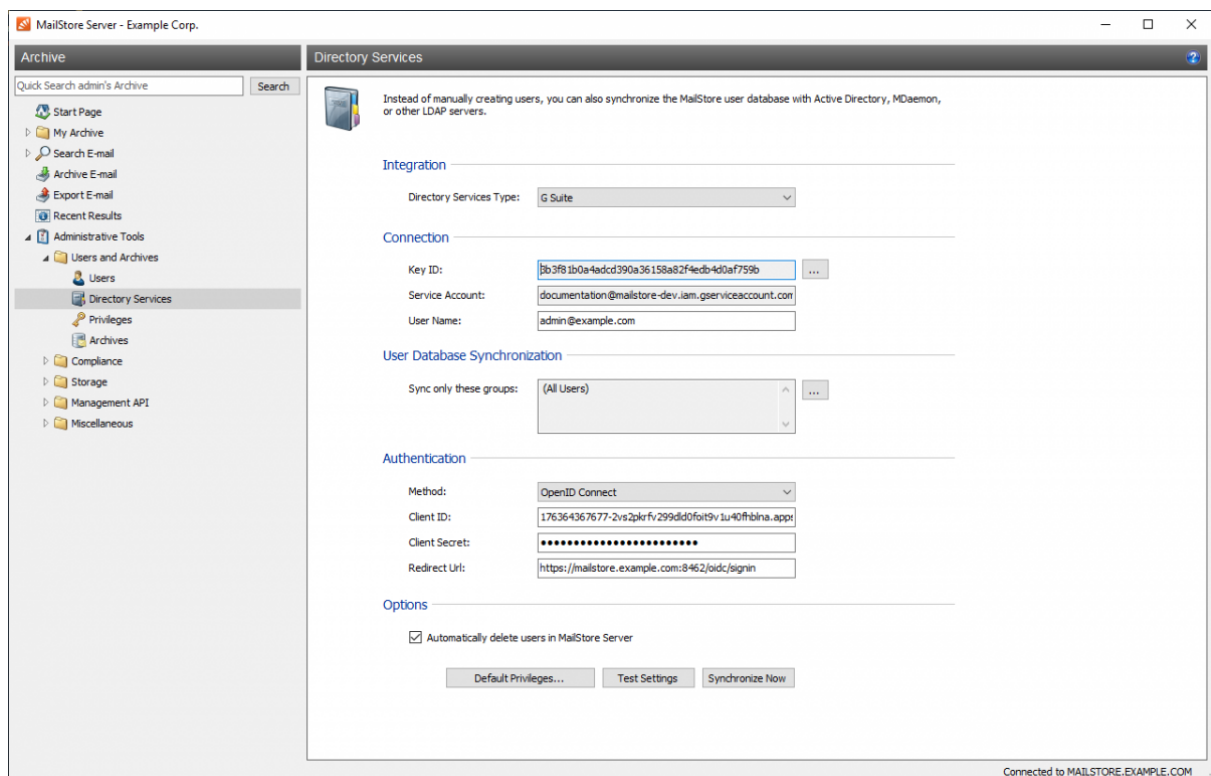 MailStore Server - Example Corp.
Archive
Directory Services
Quick Search admin's Archive
Search
Start Page
My Archive
Search E-mail
Archive E-mail
Export E-mail
Recent Results
Administrative Tools
Users and Archives
Users
Directory Services
Privileges
Archives
Compliance
Storage
Management API
Miscellaneous
Instead of manually creating users, you can also synchronize the MailStore user database with Active Directory, MDaemon,
or other LDAP servers.
Integration
Directory Services Type: G Suite
Connection
Key ID: 3b3f81b0a4adcd390a36158a82f4edb4d0af759b ...
Service Account: documentation@mailstore-dev.iam.gserviceaccount.com
User Name: admin@example.com
User Database Synchronization
Sync only these groups: (All Users) ...
Authentication
Method: OpenID Connect
Client ID: 176364367677-2vs2pkrfv299dld0foit9v1u40fhblna.apps
Client Secret: ●●●●●●●●●●●●●●●●●●●●●●●●
Redirect Url: https://mailstore.example.com:8462/oidc/signin
Options
Automatically delete users in MailStore Server
Default Privileges... Test Settings Synchronize Now
Connected to MAILSTORE.EXAMPLE.COM